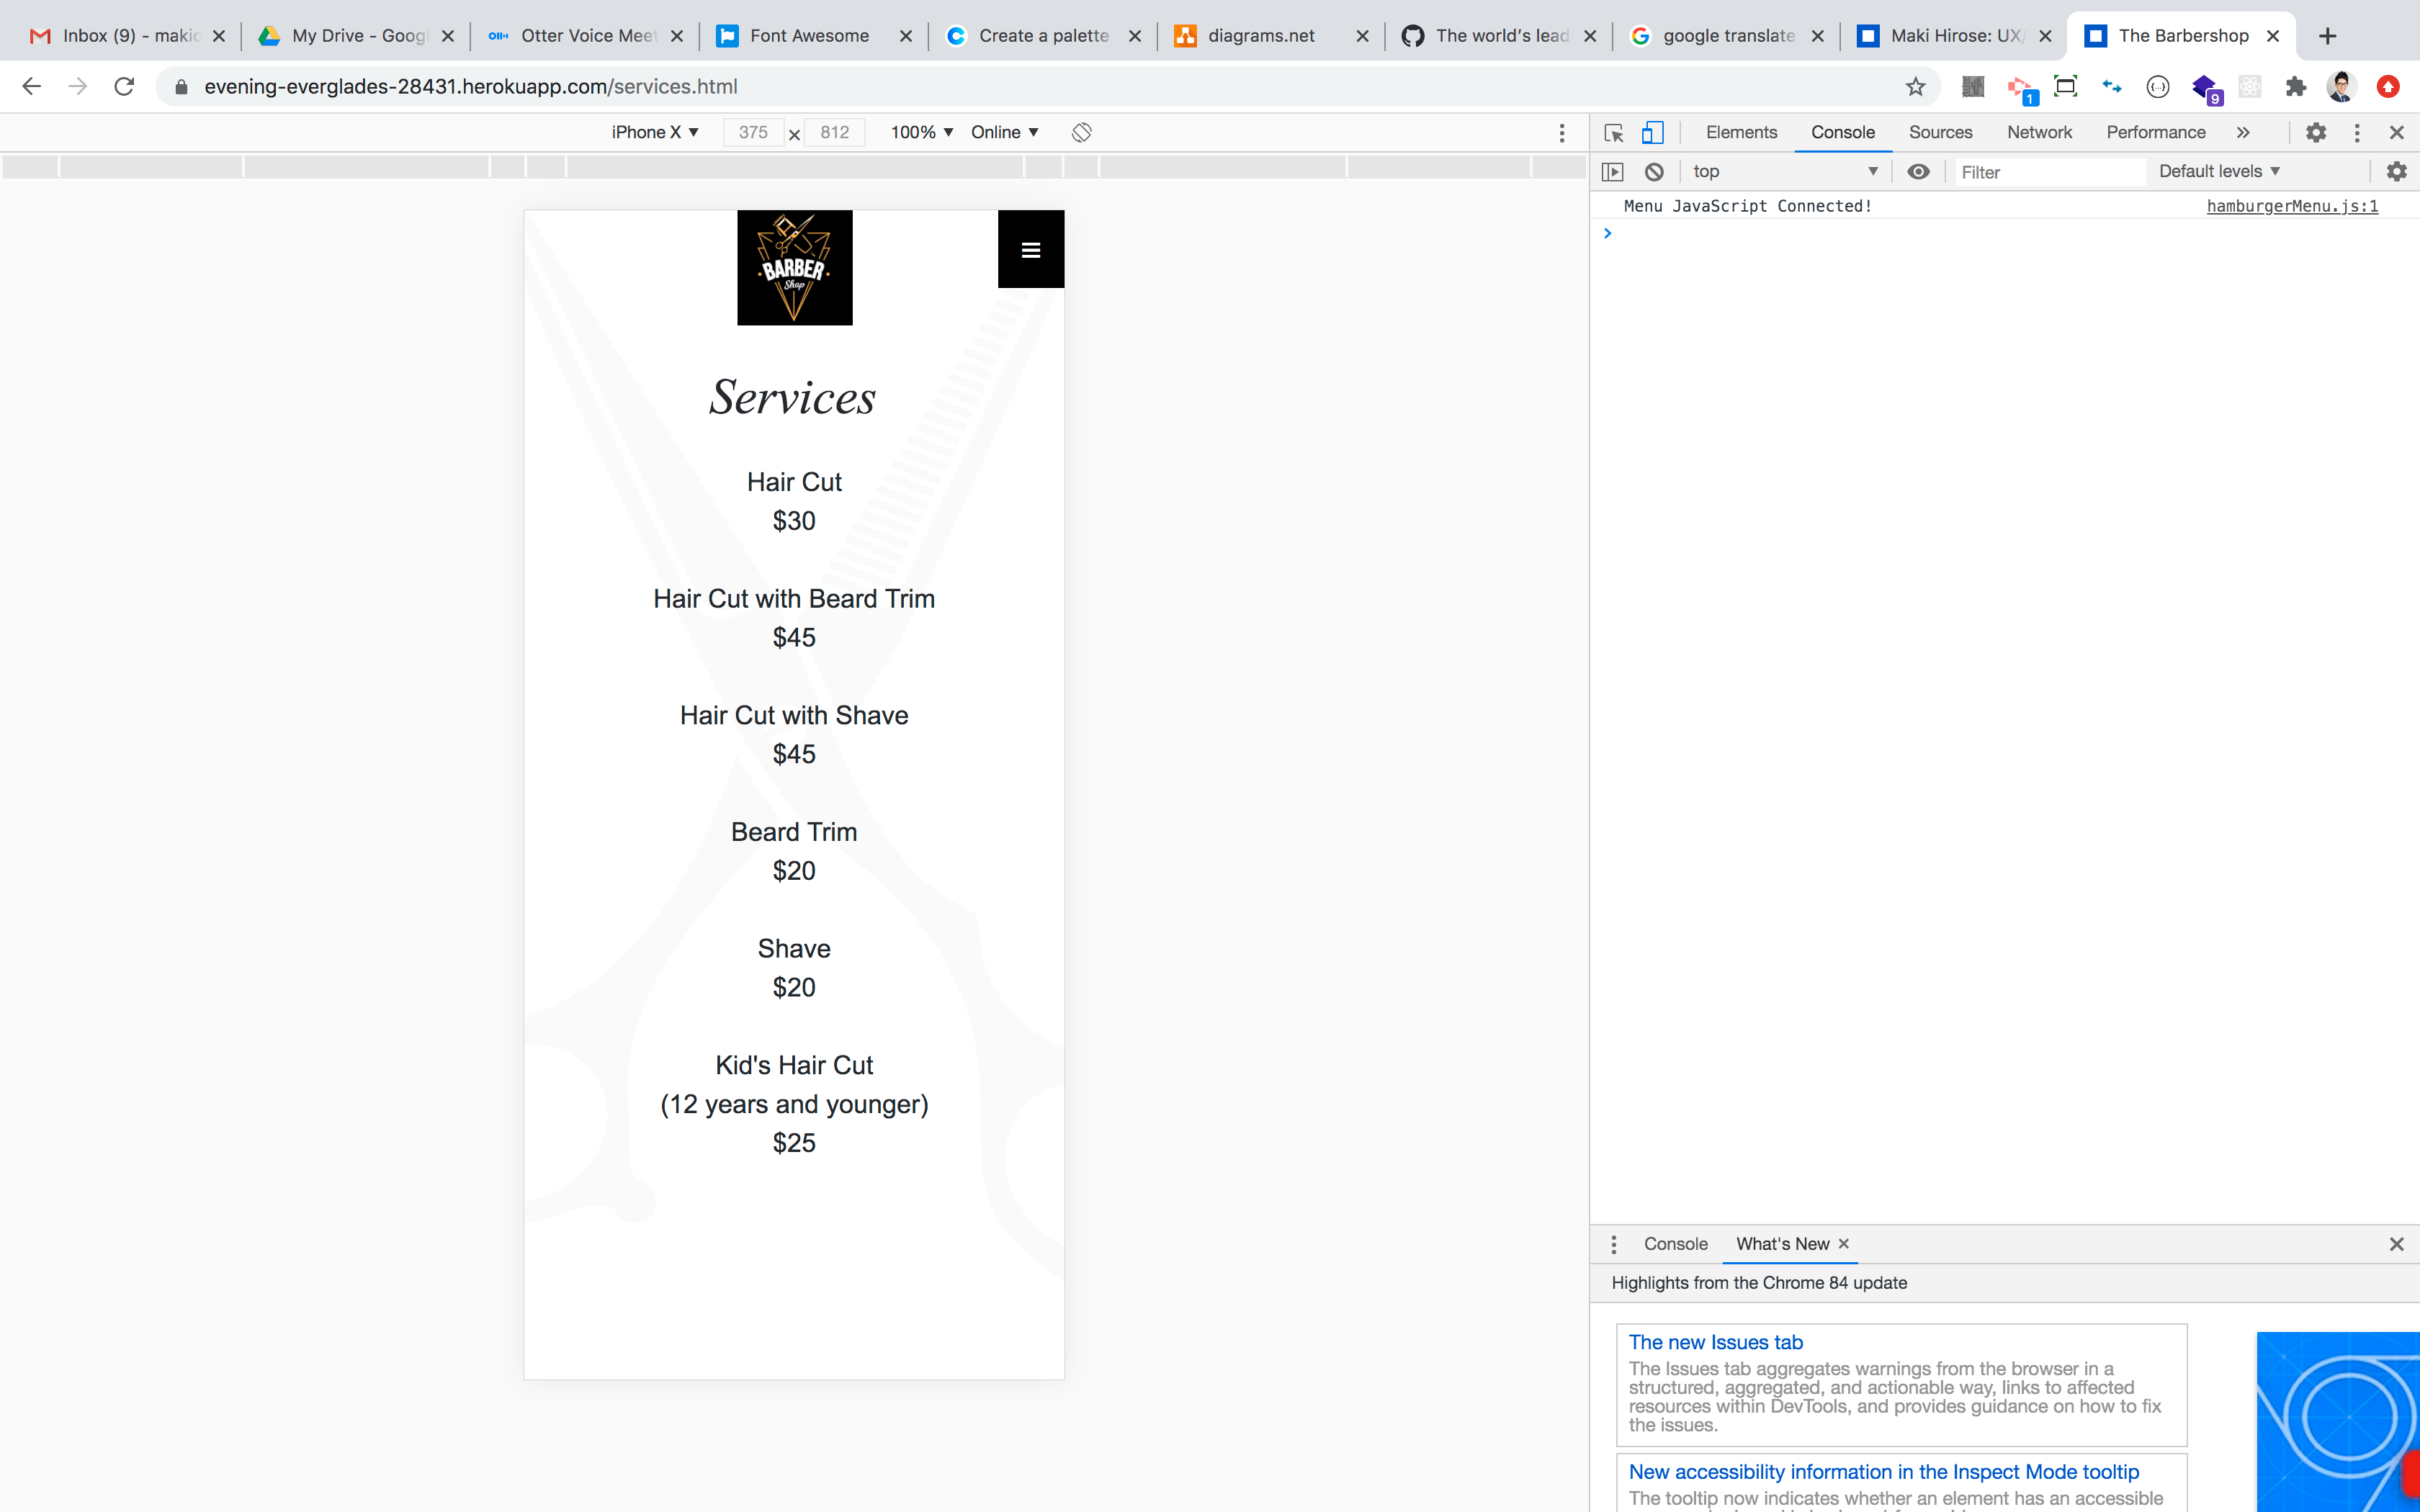 Inbox (9) - makic
My Drive - Googl
Otter Voice Meet
Font Awesome
Create a palette
diagrams.net
The world's lead
google translate
Maki Hirose: UX/
The Barbershop
evening-everglades-28431.herokuapp.com/services.html
1
9
iPhone X
375
812
100%
Online
Elements
Console
Sources
Network
Performance
top
Filter
Default levels
Menu JavaScript Connected!
hamburgerMenu.js:1
BARBER
Shop
Services
Hair Cut
$30
Hair Cut with Beard Trim
$45
Hair Cut with Shave
$45
Beard Trim
$20
Shave
$20
Kid's Hair Cut
(12 years and younger)
$25
Console
What's New
Highlights from the Chrome 84 update
The new Issues tab
The Issues tab aggregates warnings from the browser in a
structured, aggregated, and actionable way, links to affected
resources within DevTools, and provides guidance on how to fix
the issues.
New accessibility information in the Inspect Mode tooltip
The tooltip now indicates whether an element has an accessible